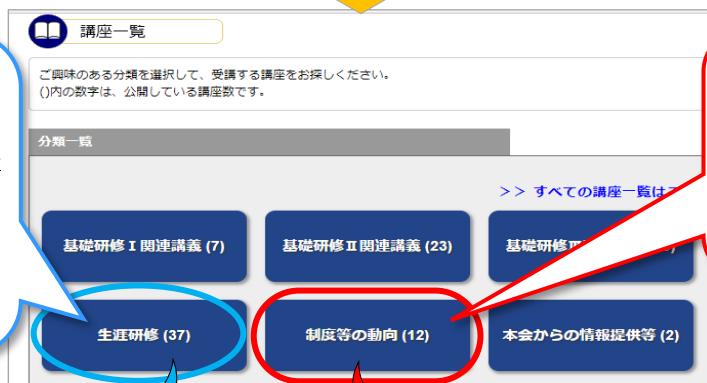 講座一覧
ご興味のある分類を選択して、受講する講座をお探しください。
()内の数字は、公開している講座数です。
分類一覧
>> すべての講座一覧は
基礎研修Ⅰ関連講義 (7)
基礎研修Ⅱ関連講義 (23)
基礎研修
生涯研修 (37)
制度等の動向 (12)
本会からの情報提供等 (2)